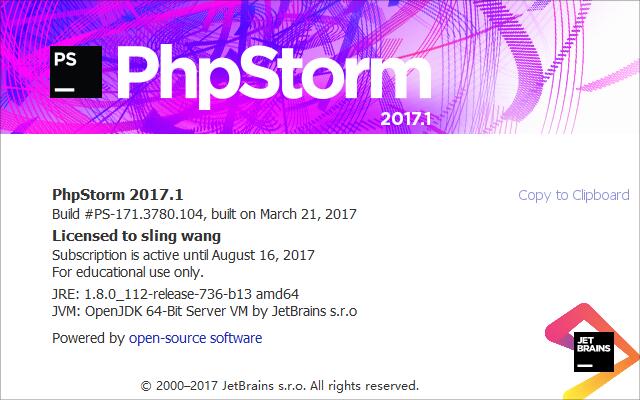 PS
PhpStorm
2017.1
PhpStorm 2017.1
Copy to Clipboard
Build #PS-171.3780.104, built on March 21, 2017
Licensed to sling wang
Subscription is active until August 16, 2017
For educational use only.
JRE: 1.8.0_112-release-736-b13 amd64
JVM: OpenJDK 64-Bit Server VM by JetBrains s.r.o
Powered by open-source software
JET
BRAINS
© 2000–2017 JetBrains s.r.o. All rights reserved.